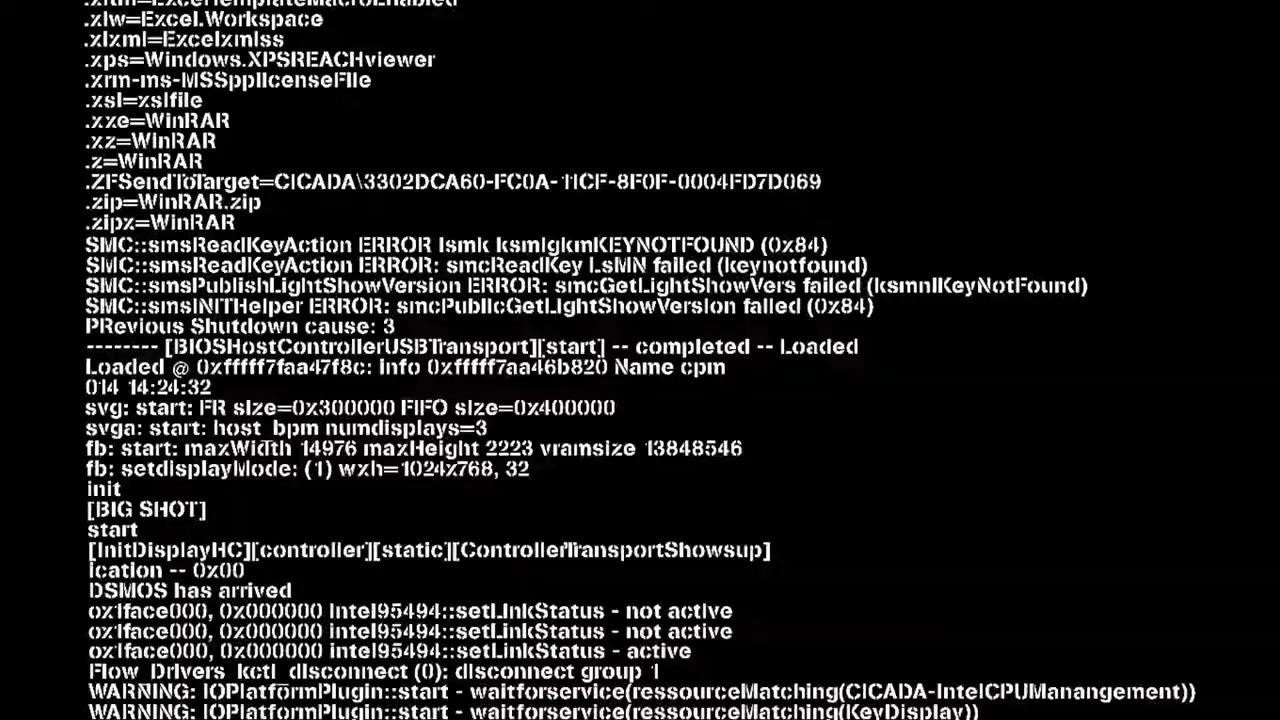 .xltm=ExcelTemplateMacroEnabled
.xlw=Excel.Workspace
.xlxml=Excelxmlss
.xps=Windows.XPSREACHviewer
.xrm-ms-MSSppIIcenseFIle
.xsl=xslfile
.xxe=WinRAR
.xz=WinRAR
.z=WinRAR
.ZFSendToTarget=CICADA\3302DCA60-FC0A-11CF-8F0F-0004FD7D069
.zip=WinRAR.zip
.zipx=WinRAR
SMC::smsReadKeyAction ERROR lsmk ksmIgkmKEYNOTFOUND (0x84)
SMC::smsReadKeyAction ERROR: smcReadKey LsMN failed (keynotfound)
SMC::smsPublishLightShowVersion ERROR: smcGetLightShowVers failed (ksmnIKeyNotFound)
SMC::smsINITHelper ERROR: smcPublicGetLightShowVersion failed (0x84)
PRevious Shutdown cause: 3
-------- [BIOSHostControllerUSBTransport][start] -- completed -- Loaded
Loaded @ 0xfffff7faa47f8c: Info 0xfffff7aa46b820 Name cpm
014 14:24:32
svg: start: FR size=0x300000 FIFO size=0x400000
svga: start: host_bpm numdisplays=3
fb: start: maxWidth 14976 maxHeight 2223 vramsize 13848546
fb: setdisplayMode: (1) wxh=1024x768, 32
init
[BIG SHOT]
start
[InitDisplayHC][controller][static][ControllerTransportShowsup]
ication -- 0x00
DSMOS has arrived
ox1face000, 0x000000 Intel95494::setLInkStatus - not active
ox1face000, 0x000000 intel95494::setLinkStatus - not active
ox1face000, 0x000000 intel95494::setLinkStatus - active
Flow_Drivers_kctl_disconnect (0): disconnect group 1
WARNING: IOPlatformPlugin::start - waitforservice(ressourceMatching(CICADA-IntelCPUManangement))
WARNING: IOPlatformPlugin::start - waitforservice(ressourceMatching(KeyDisplay))